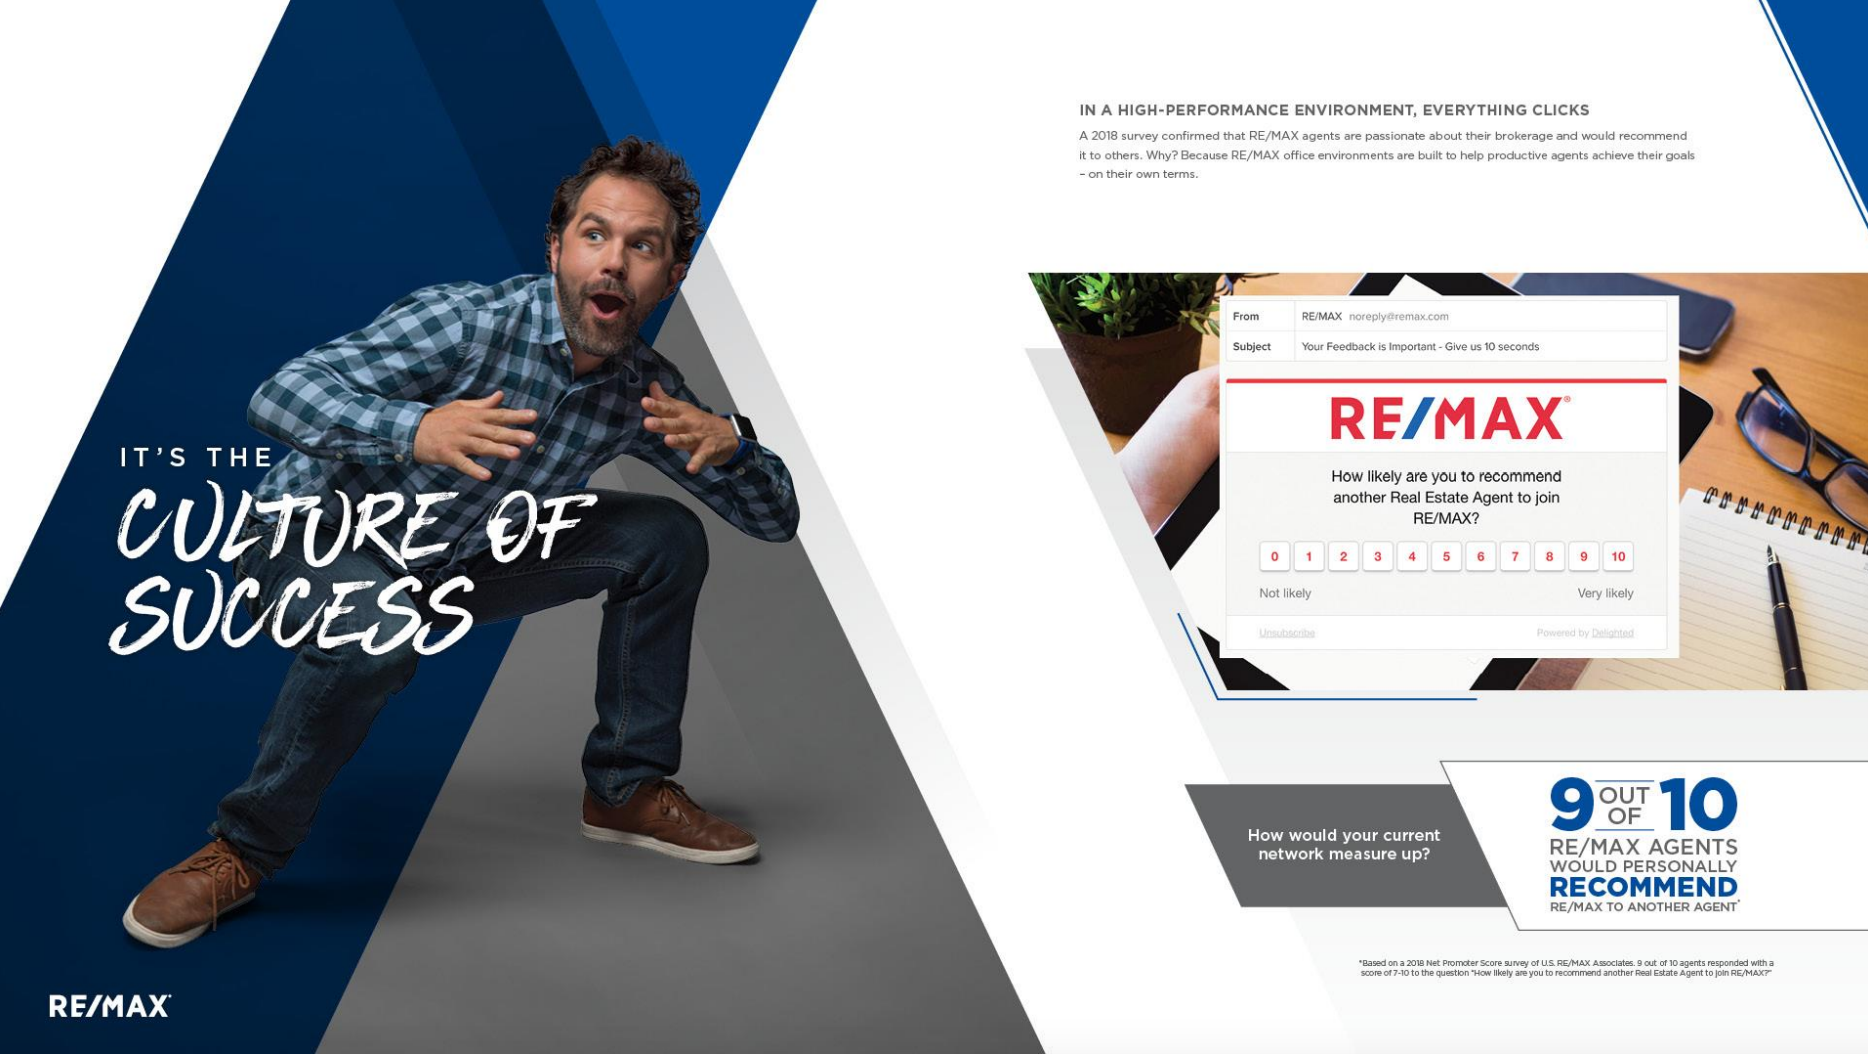 IT'S THE
CULTURE OF
SUCCESS
RE/MAX®
IN A HIGH-PERFORMANCE ENVIRONMENT, EVERYTHING CLICKS
A 2018 survey confirmed that RE/MAX agents are passionate about their brokerage and would recommend
it to others. Why? Because RE/MAX office environments are built to help productive agents achieve their goals
– on their own terms.
From RE/MAX noreply@remax.com
Subject Your Feedback is Important - Give us 10 seconds
RE/MAX®
How likely are you to recommend
another Real Estate Agent to join
RE/MAX?
0 1 2 3 4 5 6 7 8 9 10
Not likely Very likely
Unsubscribe Powered by Delighted
How would your current
network measure up?
9 OUT OF 10
RE/MAX AGENTS
WOULD PERSONALLY
RECOMMEND
RE/MAX TO ANOTHER AGENT*
*Based on a 2018 Net Promoter Score survey of U.S. RE/MAX Associates. 9 out of 10 agents responded with a
score of 7-10 to the question "How likely are you to recommend another Real Estate Agent to join RE/MAX?"